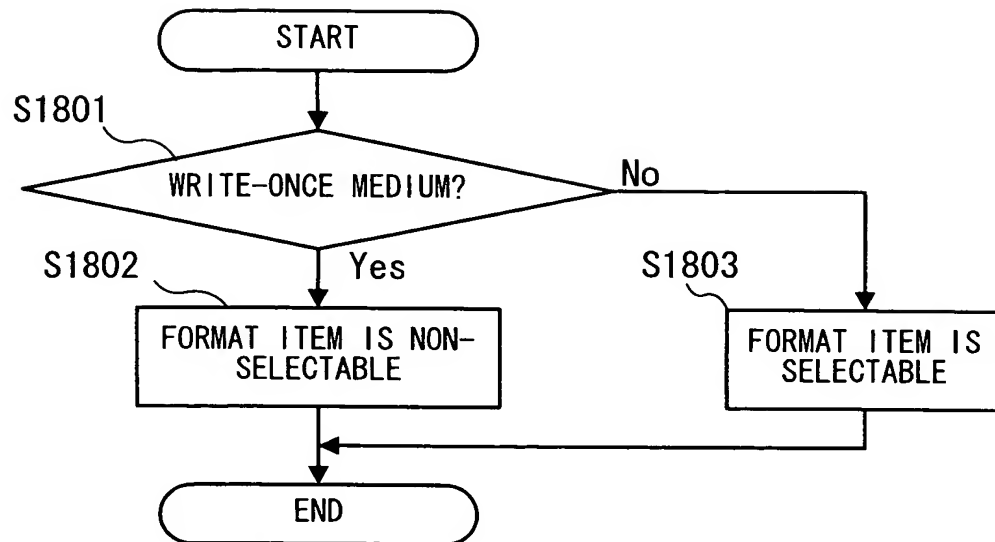 START
S1801
WRITE-ONCE MEDIUM?
No
Yes
S1802
S1803
FORMAT ITEM IS NON-
SELECTABLE
FORMAT ITEM IS
SELECTABLE
END